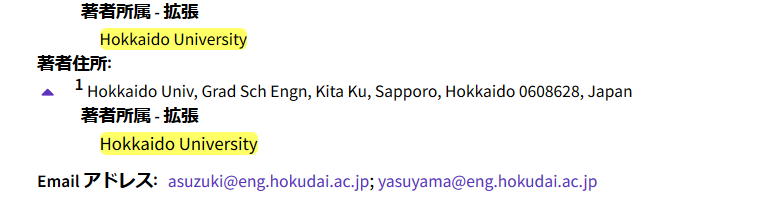 著者所属 - 拡張
Hokkaido University
著者住所:
1 Hokkaido Univ, Grad Sch Engn, Kita Ku, Sapporo, Hokkaido 0608628, Japan
著者所属 - 拡張
Hokkaido University
Email アドレス: asuzuki@eng.hokudai.ac.jp; yasuyama@eng.hokudai.ac.jp